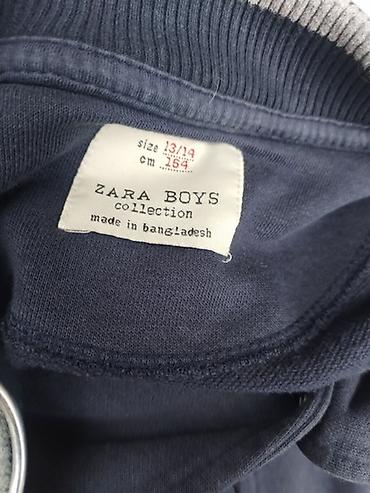 size 13/14
cm 164
ZARA BOYS
collection
made in bangladesh